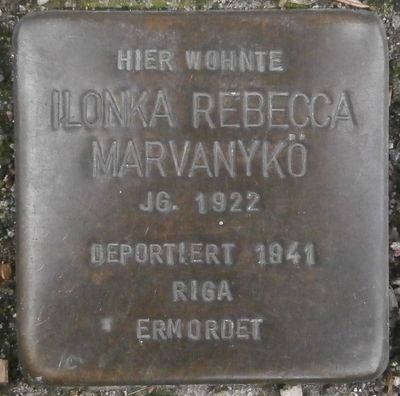 HIER WOHNTE
ILONKA REBECCA
MARVANYKÖ
JG. 1922
DEPORTIERT 1941
RIGA
ERMORDET